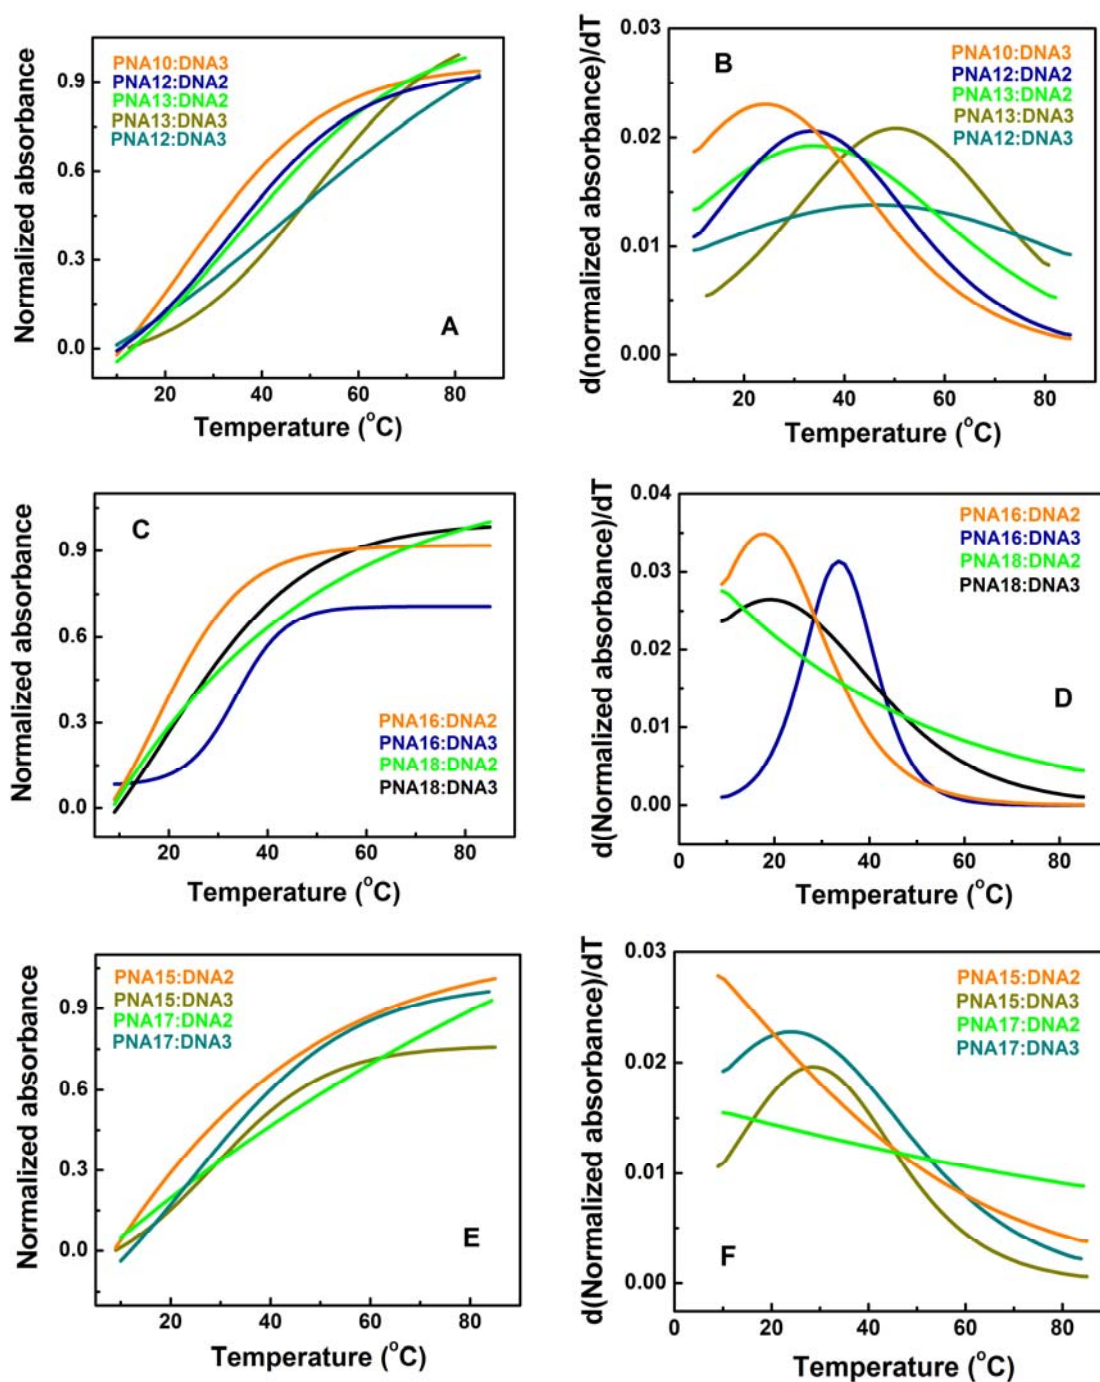 Normalized absorbance
PNA10:DNA3
PNA12:DNA2
PNA13:DNA2
PNA13:DNA3
PNA12:DNA3
A
0.9
0.6
0.3
0.0
20
40
60
80
Temperature (°C)
d(normalized absorbance)/dT
B
PNA10:DNA3
PNA12:DNA2
PNA13:DNA2
PNA13:DNA3
PNA12:DNA3
0.03
0.02
0.01
0.00
20
40
60
80
Temperature (°C)
Normalized absorbance
C
PNA16:DNA2
PNA16:DNA3
PNA18:DNA2
PNA18:DNA3
0.9
0.6
0.3
0.0
20
40
60
80
Temperature (°C)
d(Normalized absorbance)/dT
PNA16:DNA2
PNA16:DNA3
PNA18:DNA2
PNA18:DNA3
D
0.04
0.03
0.02
0.01
0.00
0
20
40
60
80
Temperature (°C)
Normalized absorbance
PNA15:DNA2
PNA15:DNA3
PNA17:DNA2
PNA17:DNA3
E
0.9
0.6
0.3
0.0
20
40
60
80
Temperature (°C)
d(Normalized absorbance)/dT
PNA15:DNA2
PNA15:DNA3
PNA17:DNA2
PNA17:DNA3
F
0.03
0.02
0.01
0.00
0
20
40
60
80
Temperature (°C)